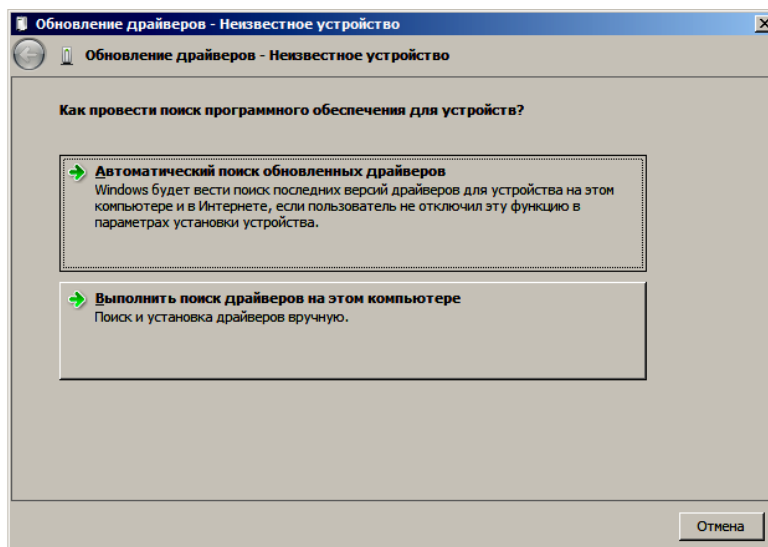 Обновление драйверов - Неизвестное устройство
Обновление драйверов - Неизвестное устройство
Как провести поиск программного обеспечения для устройств?
Автоматический поиск обновленных драйверов
Windows будет вести поиск последних версий драйверов для устройства на этом
компьютере и в Интернете, если пользователь не отключил эту функцию в
параметрах установки устройства.
Выполнить поиск драйверов на этом компьютере
Поиск и установка драйверов вручную.
Отмена